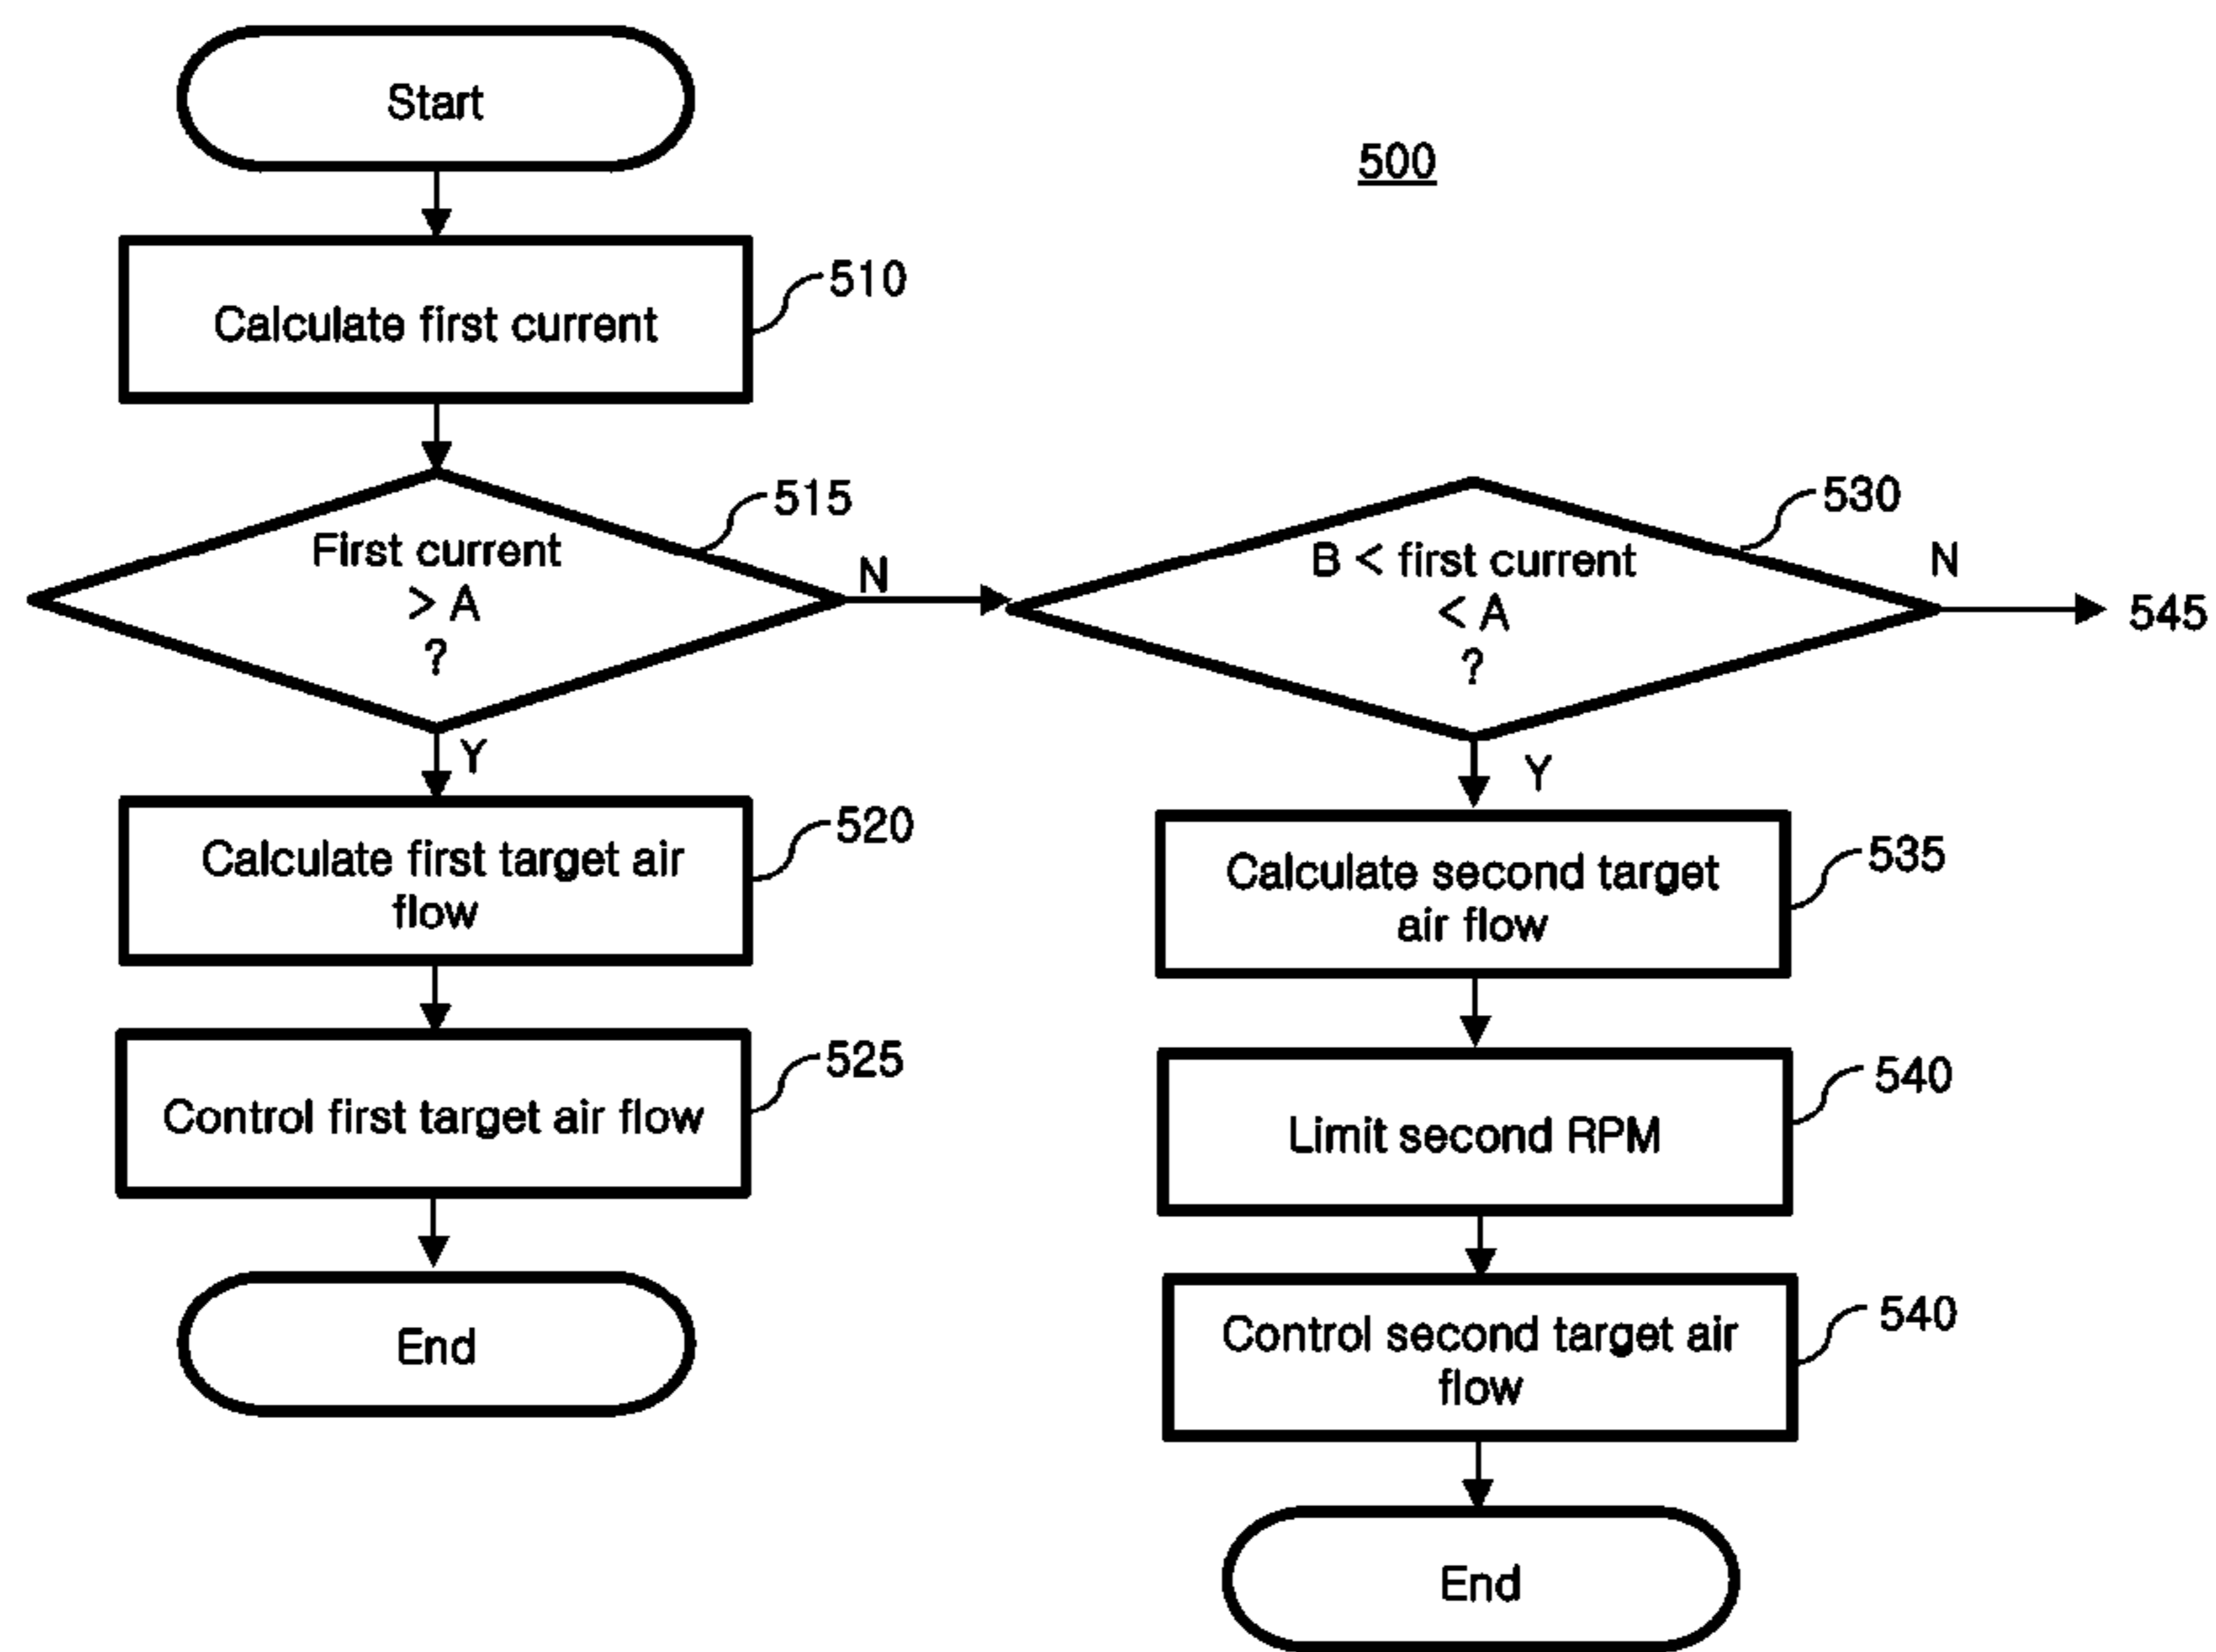 Start
500
Calculate first current
510
First current
> A
?
515
N
Y
Calculate first target air
flow
520
Control first target air flow
525
End
B < first current
< A
?
530
N
545
Y
Calculate second target
air flow
535
Limit second RPM
540
Control second target air
flow
540
End